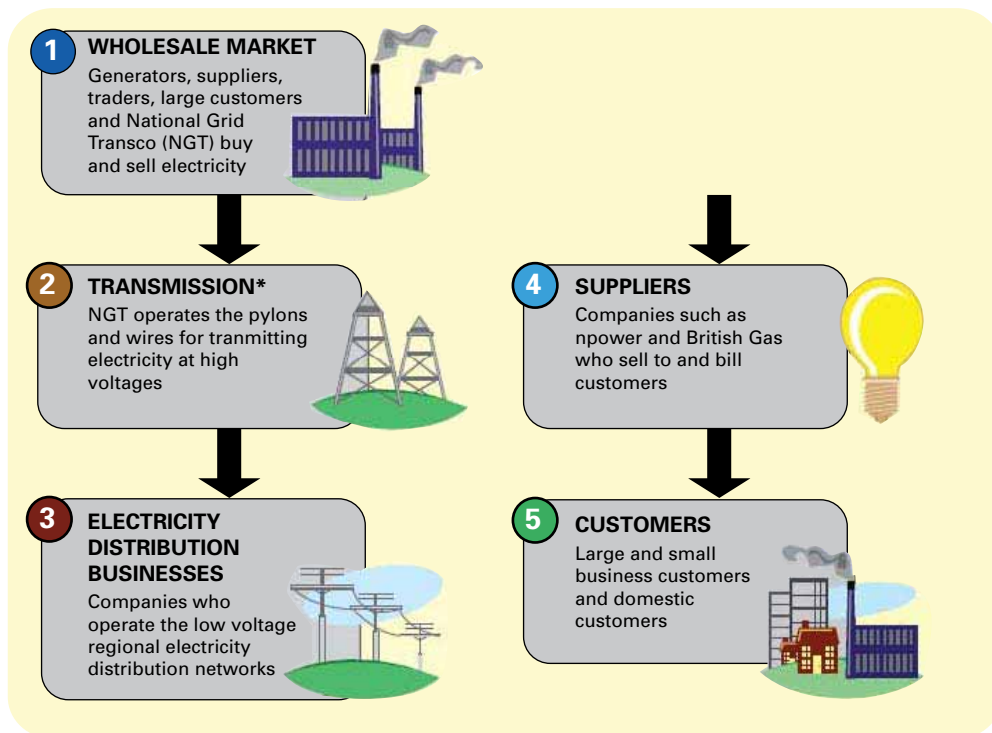 1
WHOLESALE MARKET
Generators, suppliers,
traders, large customers
and National Grid
Transco (NGT) buy
and sell electricity
2
TRANSMISSION*
NGT operates the pylons
and wires for tranmitting
electricity at high
voltages
3
ELECTRICITY
DISTRIBUTION
BUSINESSES
Companies who
operate the low voltage
regional electricity
distribution networks
4
SUPPLIERS
Companies such as
npower and British Gas
who sell to and bill
customers
5
CUSTOMERS
Large and small
business customers
and domestic
customers